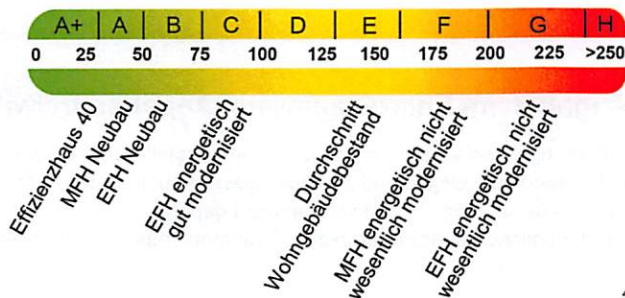 A+ A B C D E F G H
0 25 50 75 100 125 150 175 200 225 >250
Effizienzhaus 40
MFH Neubau
EFH Neubau
EFH energetisch
gut modernisiert
Durchschnitt
Wohngebäudebestand
MFH energetisch nicht
wesentlich modernisiert
EFH energetisch nicht
wesentlich modernisiert